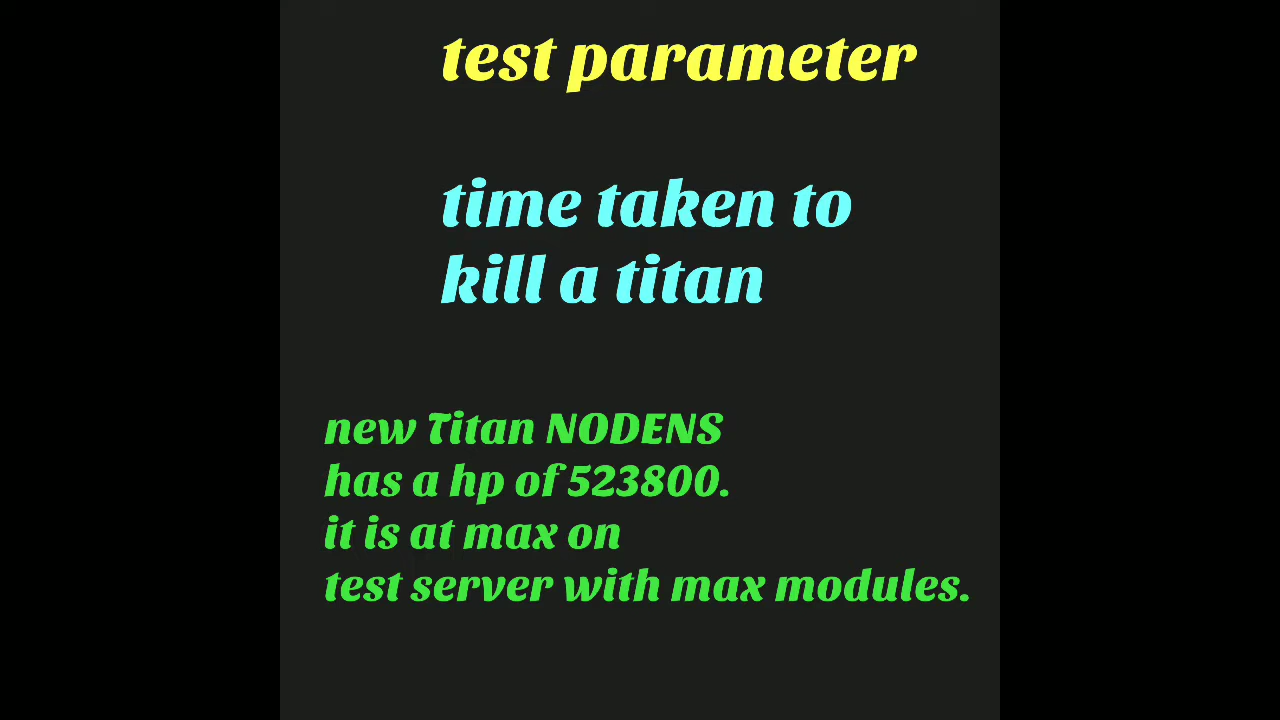 test parameter
time taken to
kill a titan
new Titan NODENS
has a hp of 523800.
it is at max on
test server with max modules.